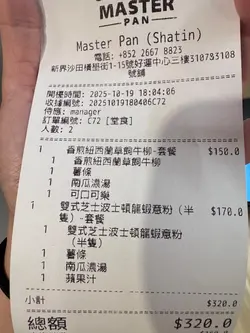 MASTER
PAN
Master Pan (Shatin)
電話: +852 2667 8823
新界沙田橫壆街1-15號好運中心三樓310?3108
號舖
開檯時間: 2025-10-19 18:04:06
收據編號: 20251019180406C72
侍應: manager
訂單編號: C72 [堂食]
人數: 2
1 香煎紐西蘭草飼牛柳-套餐 $150.0
1 香煎紐西蘭草飼牛柳
1 薯條
1 南瓜濃湯
1 可口可樂
1 雙式芝士波士頓龍蝦意粉（半 $170.0
隻）-套餐
1 雙式芝士波士頓龍蝦意粉
（半隻）
1 薯條
1 南瓜濃湯
1 蘋果汁
小計 $320.0
總額 $320.0